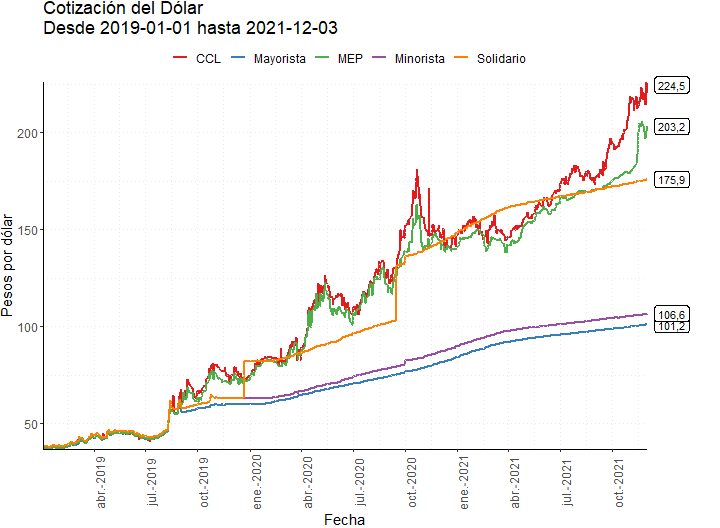 Cotización del Dólar
Desde 2019-01-01 hasta 2021-12-03
CCL Mayorista MEP Minorista Solidario
Pesos por dólar
200
150
100
50
224,5
203,2
175,9
106,6
101,2
abr.-2019
jul.-2019
oct.-2019
ene.-2020
abr.-2020
jul.-2020
oct.-2020
ene.-2021
abr.-2021
jul.-2021
oct.-2021
Fecha